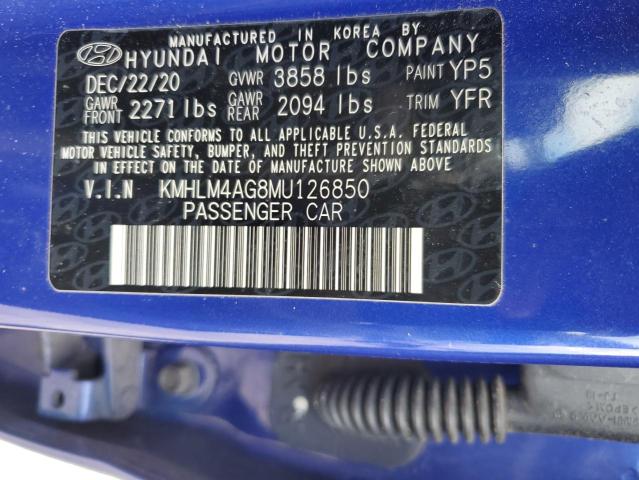 MANUFACTURED IN KOREA BY
HYUNDAI MOTOR COMPANY
DEC/22/20 GVWR 3858 lbs PAINT YP5
GAWR FRONT 2271 lbs GAWR REAR 2094 lbs TRIM YFR
THIS VEHICLE CONFORMS TO ALL APPLICABLE U.S.A. FEDERAL
MOTOR VEHICLE SAFETY, BUMPER, AND THEFT PREVENTION STANDARDS
IN EFFECT ON THE DATE OF MANUFACTURE SHOWN ABOVE.
V.I.N KMHLM4AG8MU126850
PASSENGER CAR